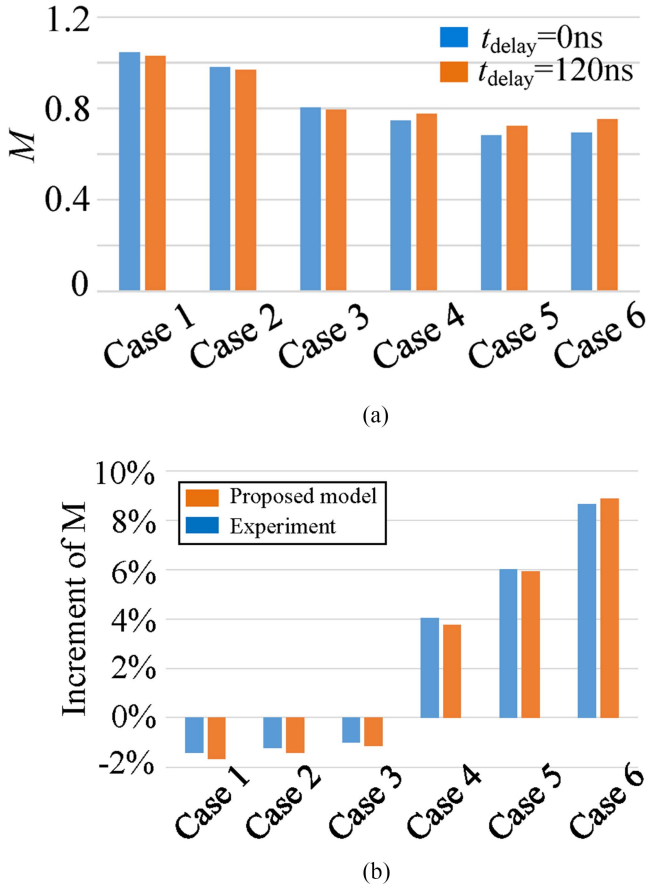 1.2
0.8
0.4
0
M
tdelay=0ns
tdelay=120ns
Case 1
Case 2
Case 3
Case 4
Case 5
Case 6
(a)
10%
8%
6%
4%
2%
0%
-2%
Increment of M
Proposed model
Experiment
Case 1
Case 2
Case 3
Case 4
Case 5
Case 6
(b)